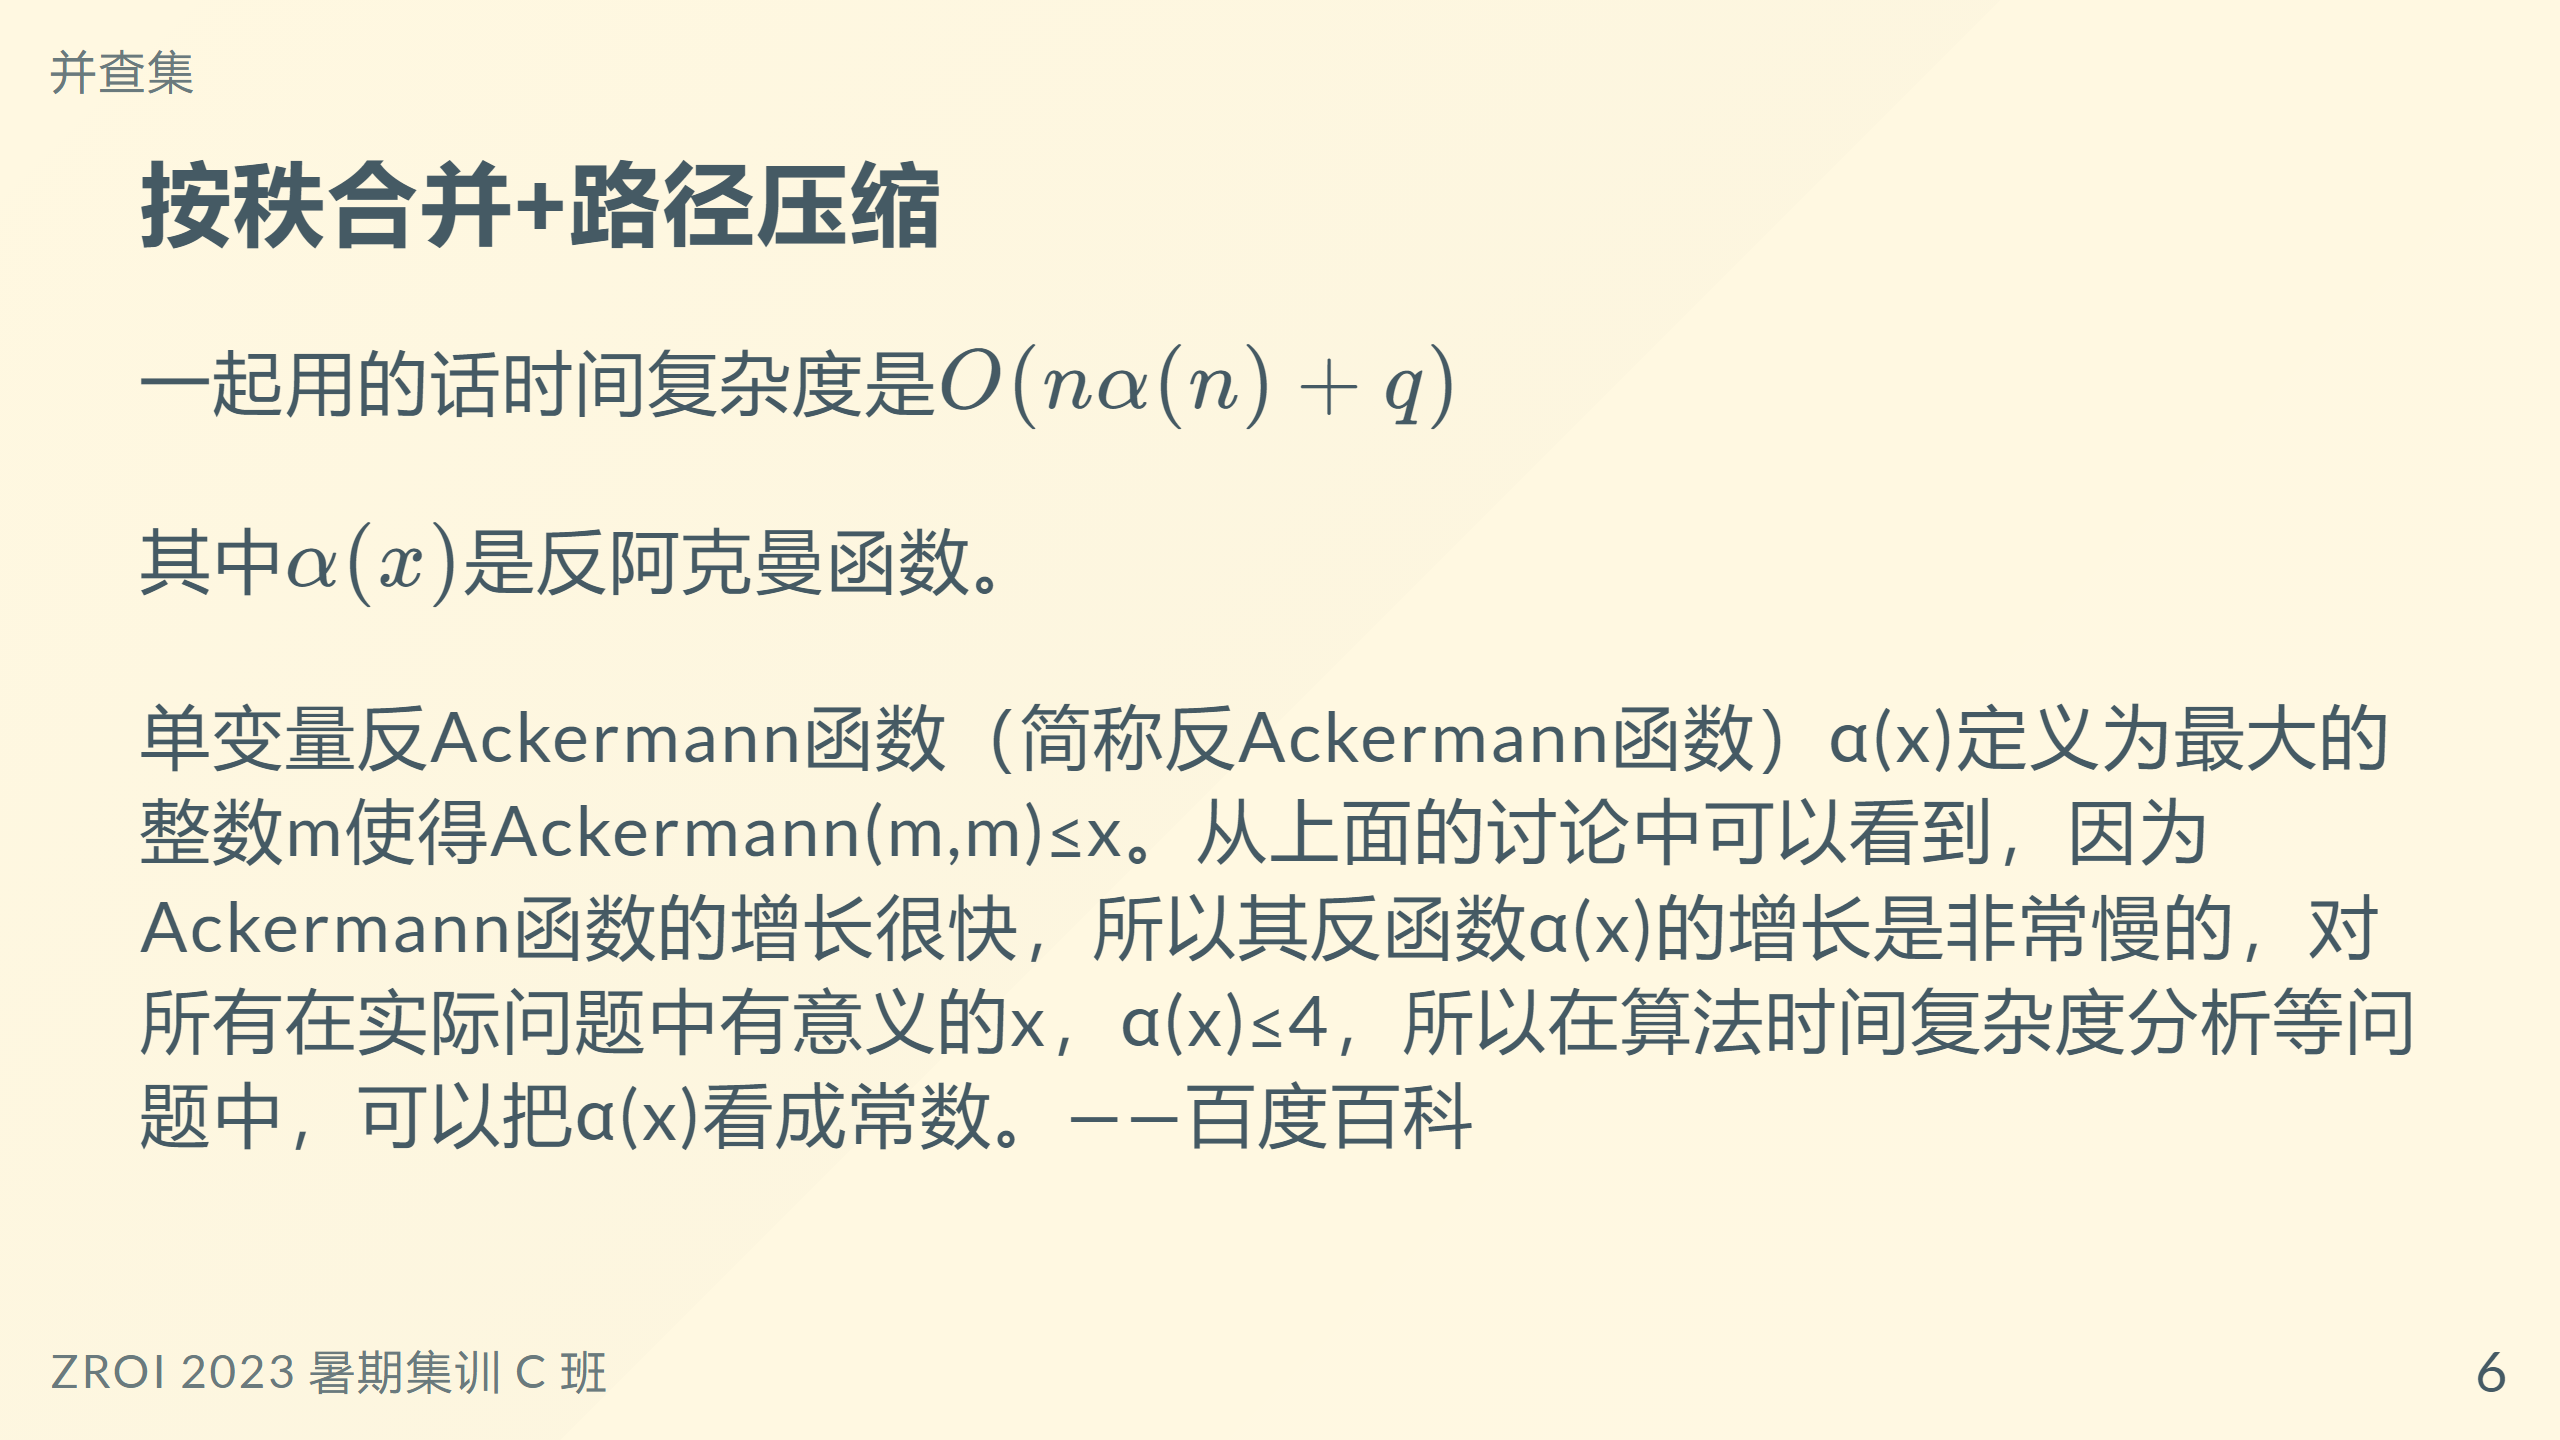 并查集
按秩合并+路径压缩
一起用的话时间复杂度是O(nα(n) + q)
其中α(x)是反阿克曼函数。
单变量反Ackermann函数（简称反Ackermann函数）α(x)定义为最大的
整数m使得Ackermann(m,m)≤x。从上面的讨论中可以看到，因为
Ackermann函数的增长很快，所以其反函数α(x)的增长是非常慢的，对
所有在实际问题中有意义的x，α(x)≤4，所以在算法时间复杂度分析等问
题中，可以把α(x)看成常数。——百度百科
ZROI 2023 暑期集训 C 班
6